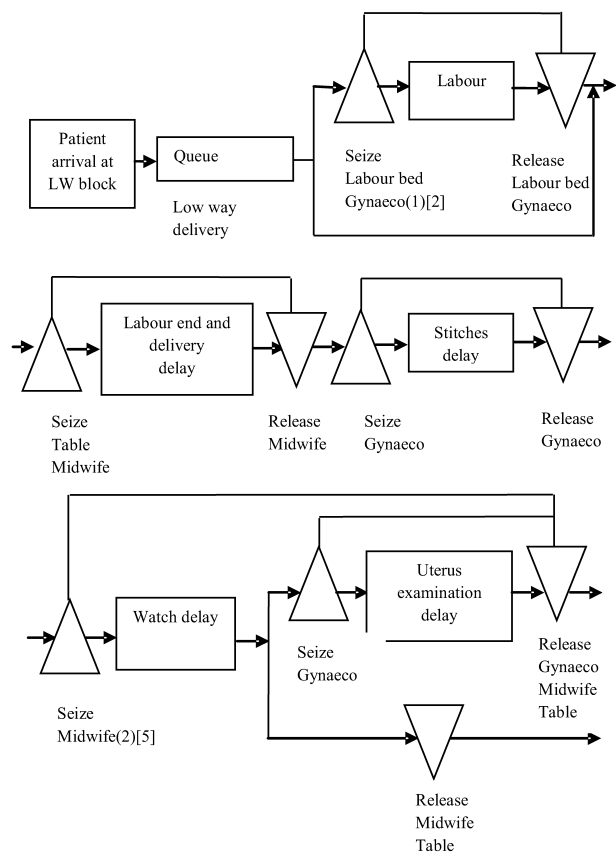 Patient
arrival at
LW block
Queue
Low way
delivery
Labour
Seize
Labour bed
Gynaeco(1)[2]
Release
Labour bed
Gynaeco
Labour end and
delivery
delay
Stitches
delay
Seize
Table
Midwife
Release
Midwife
Seize
Gynaeco
Release
Gynaeco
Watch delay
Uterus
examination
delay
Seize
Gynaeco
Release
Gynaeco
Midwife
Table
Seize
Midwife(2)[5]
Release
Midwife
Table